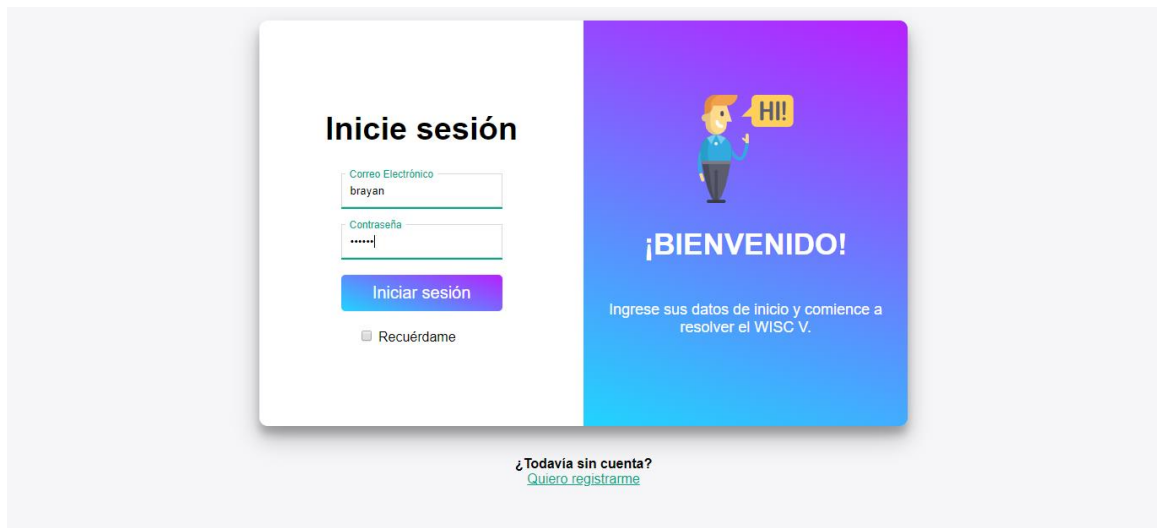 Inicie sesión
Correo Electrónico
brayan
Contraseña
••••••
Iniciar sesión
Recuérdame
HI!
¡BIENVENIDO!
Ingrese sus datos de inicio y comience a
resolver el WISC V.
¿Todavía sin cuenta?
Quiero registrarme